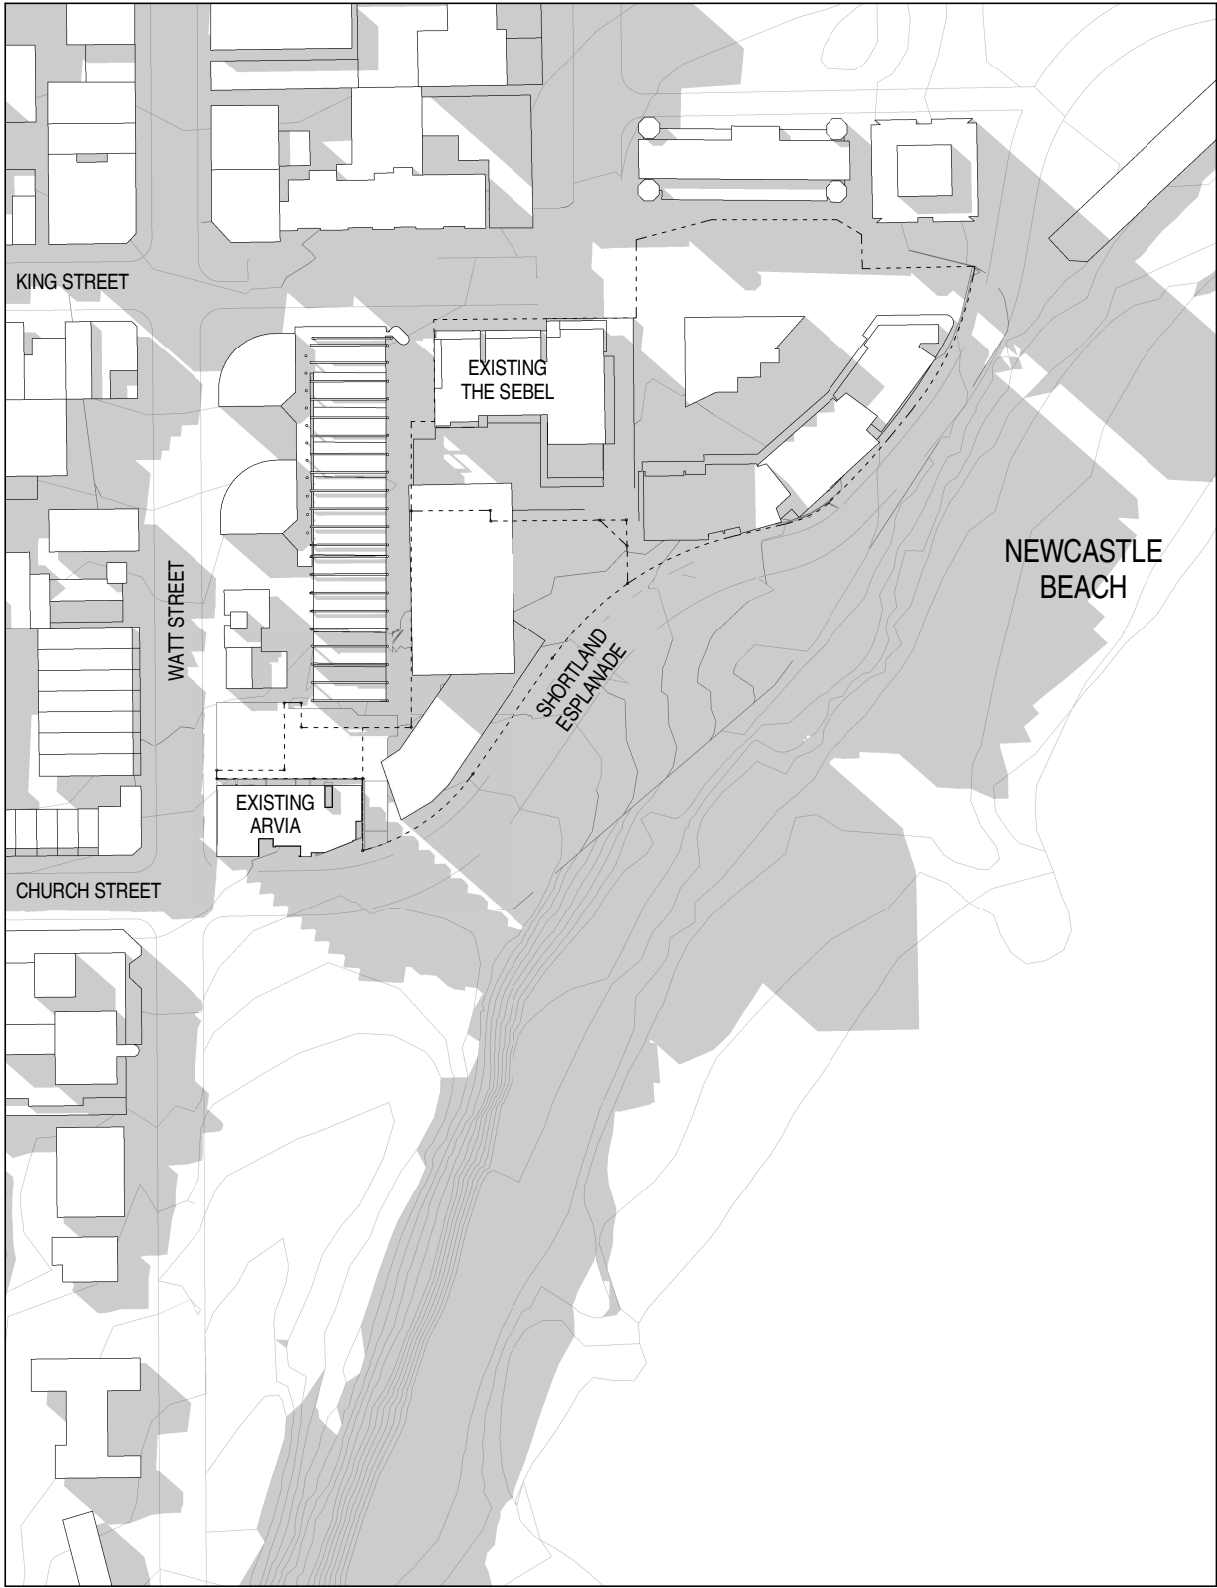 KING STREET
EXISTING
THE SEBEL
NEWCASTLE
BEACH
WATT STREET
SHORTLAND
ESPLANADE
EXISTING
ARVIA
CHURCH STREET